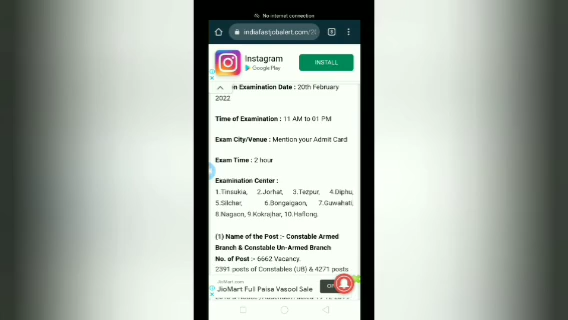 No internet connection
indiafastjobalert.com/20
Instagram
Google Play
INSTALL
n Examination Date : 20th February
2022
Time of Examination : 11 AM to 01 PM
Exam City/Venue : Mention your Admit Card
Exam Time : 2 hour
Examination Center :
1.Tinsukia, 2.Jorhat, 3.Tezpur, 4.Diphu,
5.Silcher, 6.Bongaigaon, 7.Guwahati,
8.Nagaon, 9.Kokrajhar, 10.Haflong.
(1) Name of the Post :- Constable Armed
Branch & Constable Un-Armed Branch
No. of Post :- 6662 Vacancy.
2391 posts of Constables (UB) & 4271 posts
JioMart.com
JioMart Full Paisa Vasool Sale